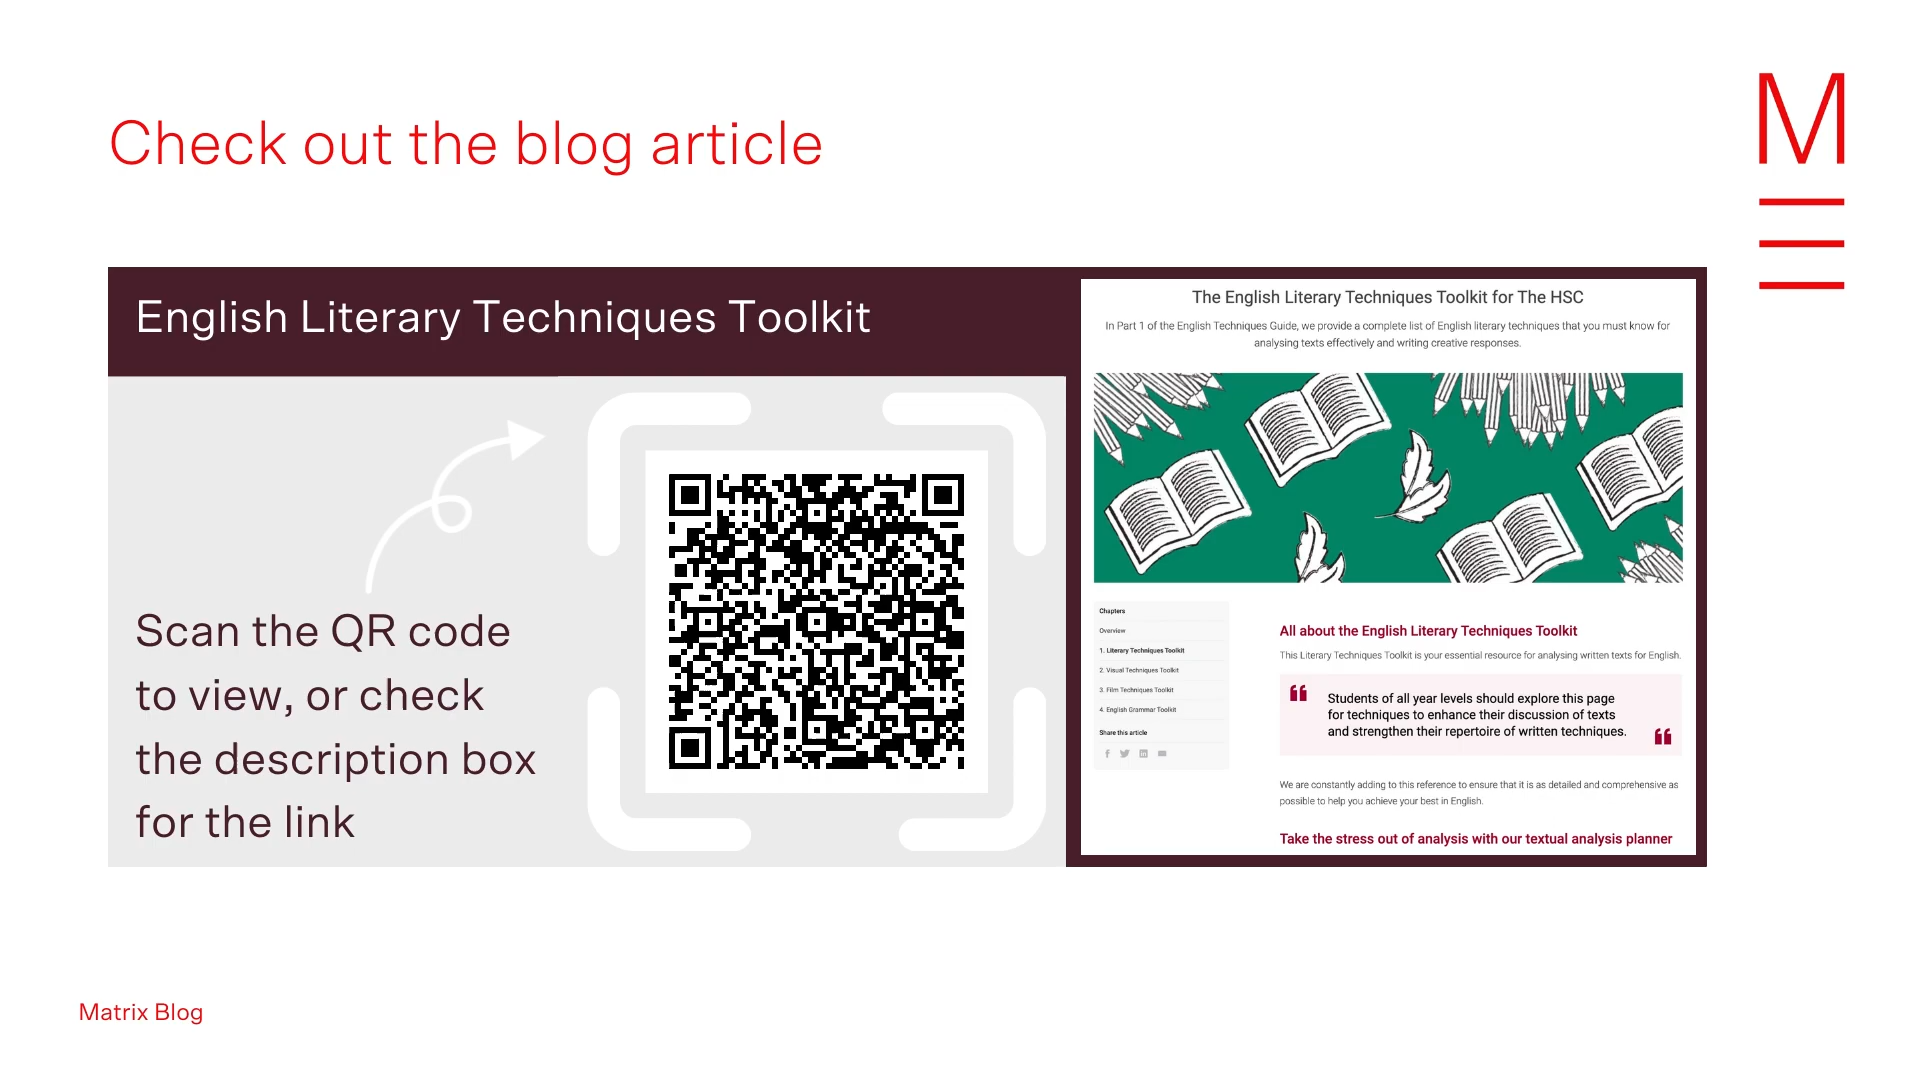 Check out the blog article
M
English Literary Techniques Toolkit
Scan the QR code
to view, or check
the description box
for the link
The English Literary Techniques Toolkit for The HSC
In Part 1 of the English Techniques Guide, we provide a complete list of English literary techniques that you must know for
analysing texts effectively and writing creative responses.
Chapters
Overview
1. Literary Techniques Toolkit
2. Visual Techniques Toolkit
3. Film Techniques Toolkit
4. English Grammar Toolkit
Share this article
All about the English Literary Techniques Toolkit
This Literary Techniques Toolkit is your essential resource for analysing written texts for English.
Students of all year levels should explore this page
for techniques to enhance their discussion of texts
and strengthen their repertoire of written techniques.
We are constantly adding to this reference to ensure that it is as detailed and comprehensive as
possible to help you achieve your best in English.
Take the stress out of analysis with our textual analysis planner
Matrix Blog